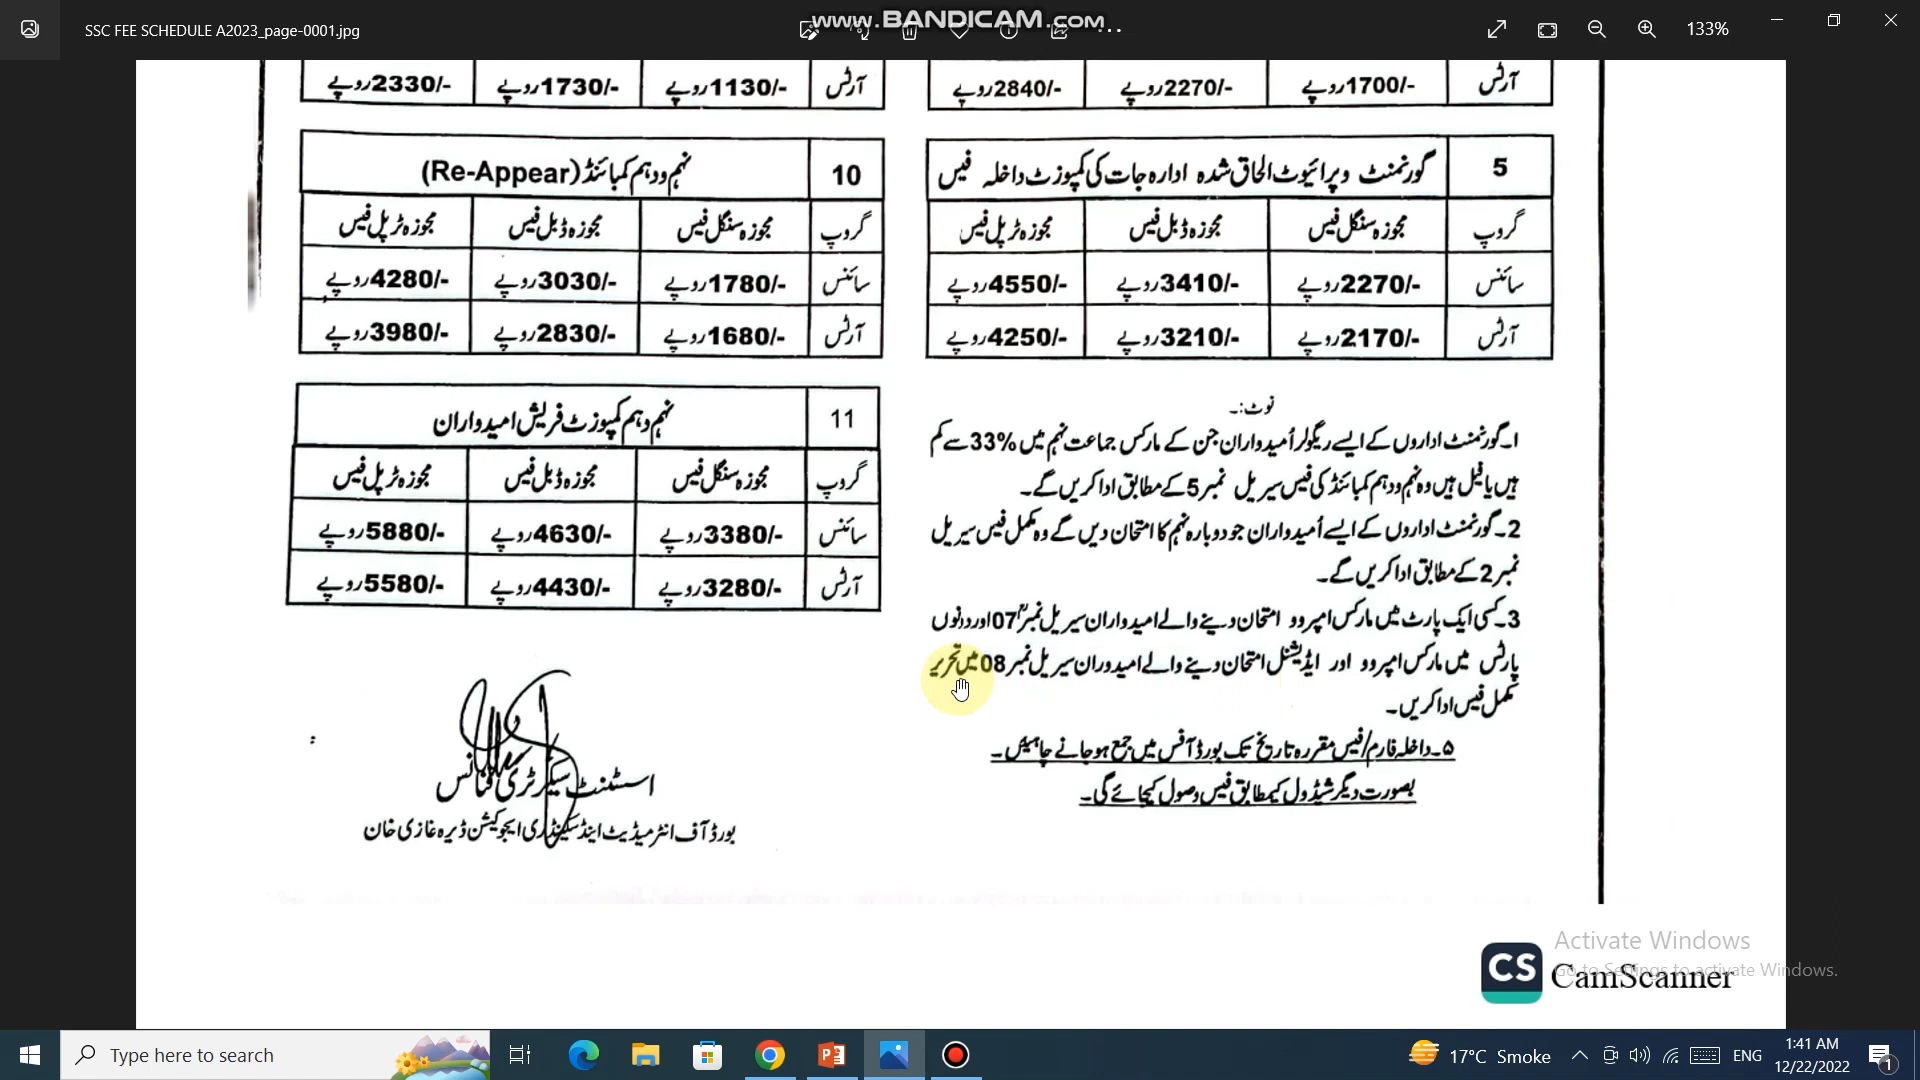 SSC FEE SCHEDULE A2023_page-0001.jpg
www.BANDICAM.com
133%
آرٹس 1700/-روپے 2270/-روپے 2840/-روپے
آرٹس 1130/-روپے 1730/-روپے 2330/-روپے
5 گورنمنٹ و پرائیوٹ الحاق شدہ ادارہ جات کی کمپوزٹ داخلہ فیس
گروپ مجوزہ سنگل فیس مجوزہ ڈبل فیس مجوزہ ٹرپل فیس
سائنس 2270/-روپے 3410/-روپے 4550/-روپے
آرٹس 2170/-روپے 3210/-روپے 4250/-روپے
10 نہم و دہم کمبائنڈ (Re-Appear)
گروپ مجوزہ سنگل فیس مجوزہ ڈبل فیس مجوزہ ٹرپل فیس
سائنس 1780/-روپے 3030/-روپے 4280/-روپے
آرٹس 1680/-روپے 2830/-روپے 3980/-روپے
11 نہم دہم کمپوزٹ فریش امیدواران
گروپ مجوزہ سنگل فیس مجوزہ ڈبل فیس مجوزہ ٹرپل فیس
سائنس 3380/-روپے 4630/-روپے 5880/-روپے
آرٹس 3280/-روپے 4430/-روپے 5580/-روپے
نوٹ:۔
۱۔گورنمنٹ اداروں کے ایسے ریگولر اُمیدواران جن کے مارکس جماعت نہم میں %33 سے کم
ہیں یا فیل ہیں وہ نہم و دہم کمبائنڈ کی فیس سیریل نمبر 5 کے مطابق ادا کریں گے۔
2۔گورنمنٹ اداروں کے ایسے اُمیدواران جو دوبارہ نہم کا امتحان دیں گے وہ مکمل فیس سیریل
نمبر 2 کے مطابق ادا کریں گے۔
3۔کسی ایک پارٹ میں مارکس امپروو امتحان دینے والے امیدواران سیریل نمبر 07 اور دونوں
پارٹس میں مارکس امپروو اور ایڈیشنل امتحان دینے والے امیدوران سیریل نمبر 08 میں تحریر
مکمل فیس ادا کریں۔
۵۔داخلہ فارم/فیس مقررہ تاریخ تک بورڈ آفس میں جمع ہو جانے چاہیئں۔
بصورت دیگر شیڈول کیمطابق فیس وصول کیجائے گی۔
اسسٹنٹ سیکرٹری فنانس
بورڈ آف انٹرمیڈیٹ اینڈ سیکنڈری ایجوکیشن ڈیرہ غازی خان
CS CamScanner
Activate Windows
Go to Settings to activate Windows.
Type here to search
17°C Smoke
ENG
1:41 AM
12/22/2022
1